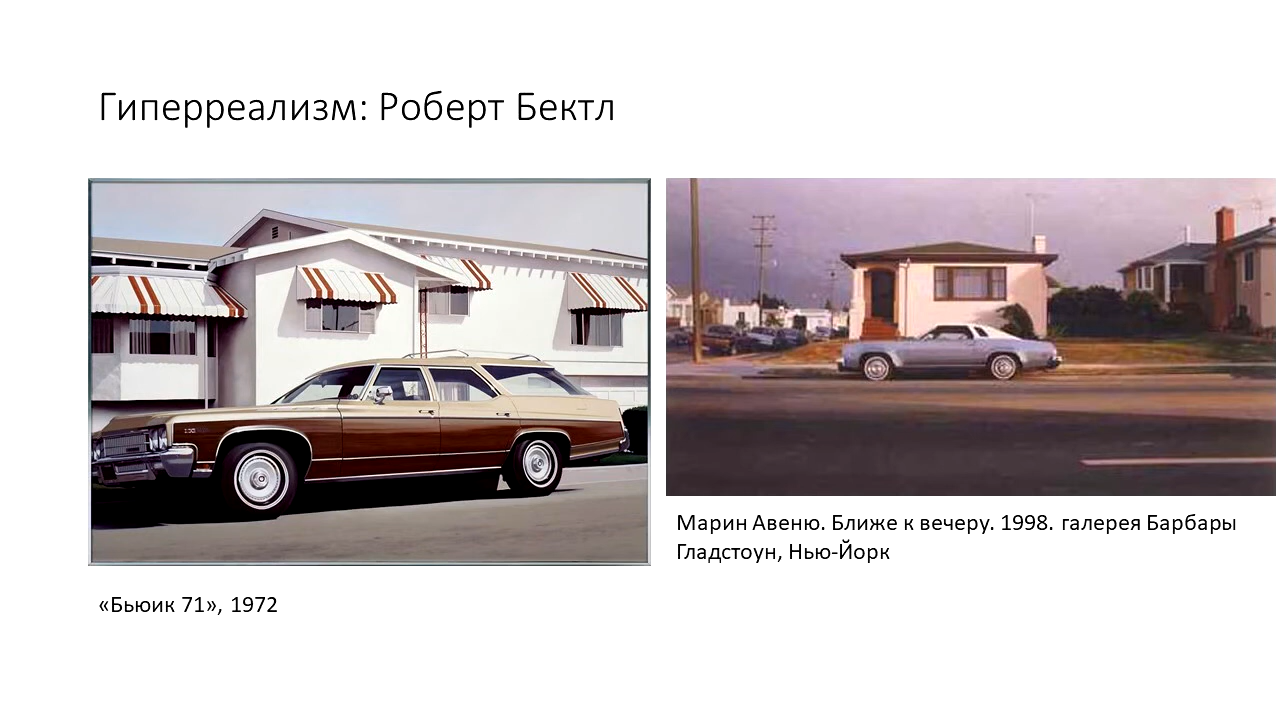 Гиперреализм: Роберт Бектл
Марин Авеню. Ближе к вечеру. 1998. галерея Барбары
Гладстоун, Нью-Йорк
«Бьюик 71», 1972